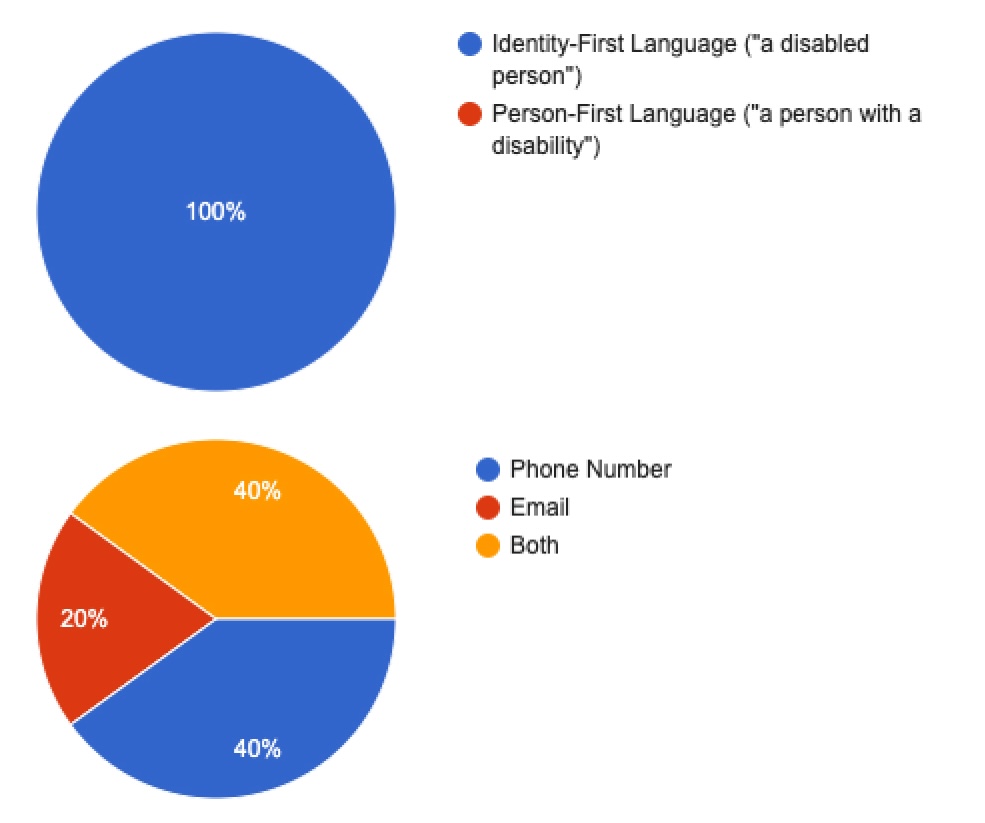 Identity-First Language ("a disabled
person")
Person-First Language ("a person with a
disability")
100%
40%
20%
40%
Phone Number
Email
Both